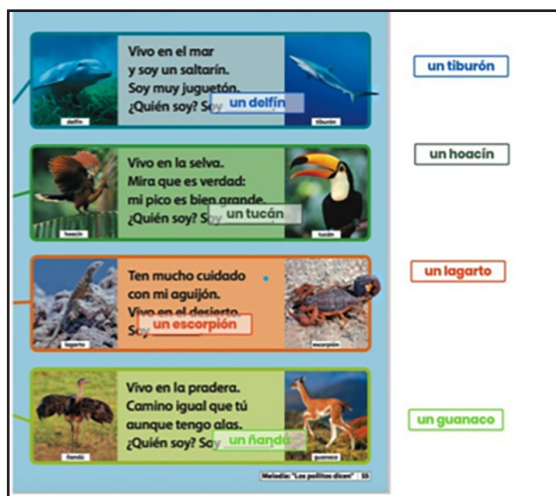 Vivo en el mar
y soy un saltarín.
Soy muy juguetón.
¿Quién soy? Soy un delfín
delfín
tiburón
un tiburón
Vivo en la selva.
Mira que es verdad:
mi pico es bien grande.
¿Quién soy? Soy un tucán
hoacín
tucán
un hoacín
Ten mucho cuidado
con mi aguijón.
Vivo en el desierto.
Soy un escorpión
lagarto
escorpión
un lagarto
Vivo en la pradera.
Camino igual que tú
aunque tengo alas.
¿Quién soy? Soy un ñandú
ñandú
guanaco
un guanaco
Melodía: "Los pollitos dicen" | 55